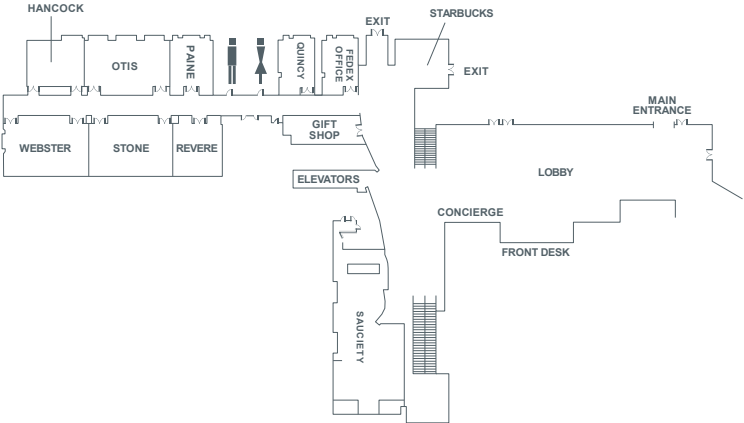 HANCOCK
EXIT
STARBUCKS
OTIS
PAINE
QUINCY
FEDEX
OFFICE
EXIT
MAIN
ENTRANCE
GIFT
SHOP
WEBSTER
STONE
REVERE
LOBBY
ELEVATORS
CONCIERGE
FRONT DESK
SAUCIETY